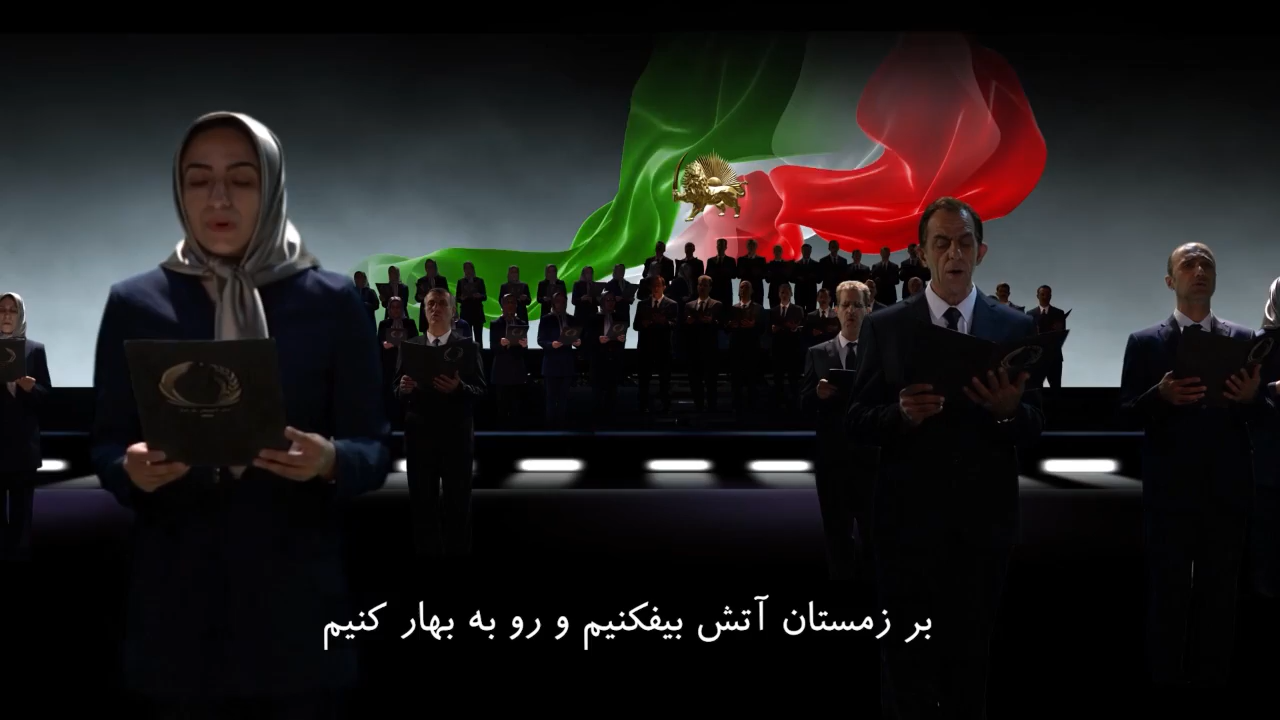 بر زمستان آتش بیفکنیم و رو به بهار کنیم